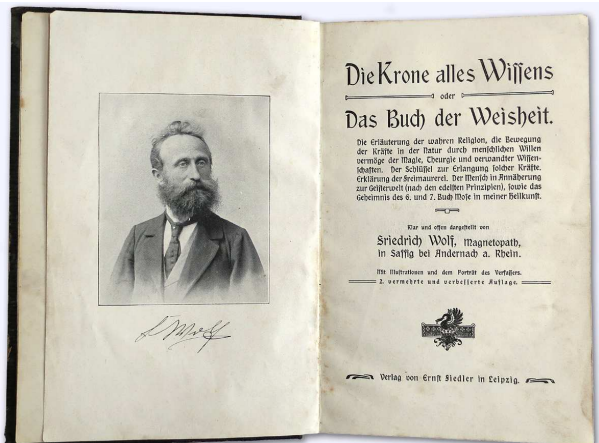 F Wolf
Die Krone alles Wiſſens
oder
Das Buch der Weisheit.
Die Erläuterung der wahren Religion, die Bewegung
der Kräfte in der Natur durch menſchlichen Willen
vermöge der Magie, Theurgie und verwandter Wiſſen-
ſchaften. Der Schlüſſel zur Erlangung ſolcher Kräfte.
Erklärung der Freimaurerei. Der Menſch in Annäherung
zur Geiſterwelt (nach den edelſten Prinzipien), ſowie das
Geheimnis des 6. und 7. Buch Moſe in meiner Heilkunſt.
Klar und offen dargeſtellt von
Friedrich Wolf, Magnetopath,
in Saffig bei Andernach a. Rhein.
Mit Illuſtrationen und dem Porträt des Verfaſſers.
2. vermehrte und verbeſſerte Auflage.
Verlag von Ernſt Fiedler in Leipzig.